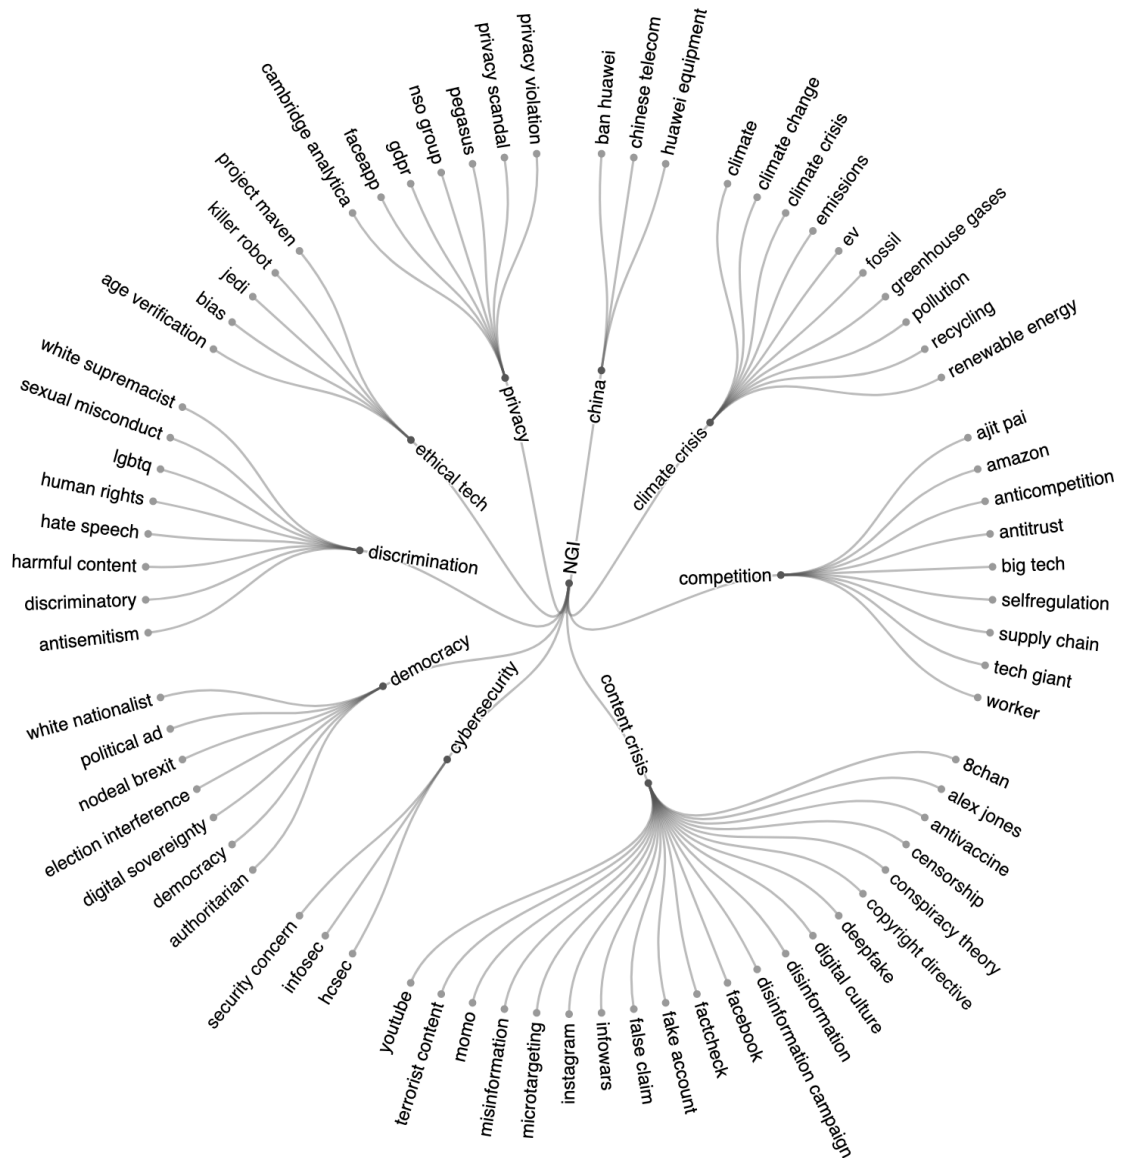 NGI
privacy
cambridge analytica
faceapp
gdpr
nso group
pegasus
privacy scandal
privacy violation
china
ban huawei
chinese telecom
huawei equipment
climate crisis
climate
climate change
climate crisis
emissions
ev
fossil
greenhouse gases
pollution
recycling
renewable energy
competition
ajit pai
amazon
anticompetition
antitrust
big tech
selfregulation
supply chain
tech giant
worker
content crisis
8chan
alex jones
antivaccine
censorship
conspiracy theory
copyright directive
deepfake
digital culture
disinformation
disinformation campaign
facebook
factcheck
fake account
false claim
infowars
instagram
microtargeting
misinformation
momo
terrorist content
youtube
cybersecurity
hcsec
infosec
security concern
democracy
authoritarian
democracy
digital sovereignty
election interference
nodeal brexit
political ad
white nationalist
discrimination
antisemitism
discriminatory
harmful content
hate speech
human rights
lgbtq
sexual misconduct
white supremacist
ethical tech
age verification
bias
jedi
killer robot
project maven